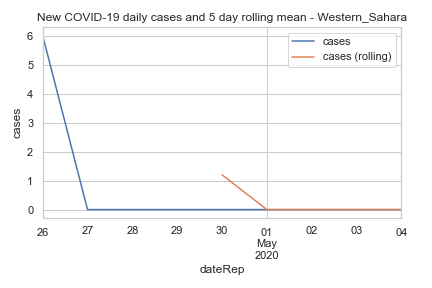 New COVID-19 daily cases and 5 day rolling mean - Western_Sahara
cases
cases (rolling)
cases
6
5
4
3
2
1
0
26 27 28 29 30 01 02 03 04
May
2020
dateRep